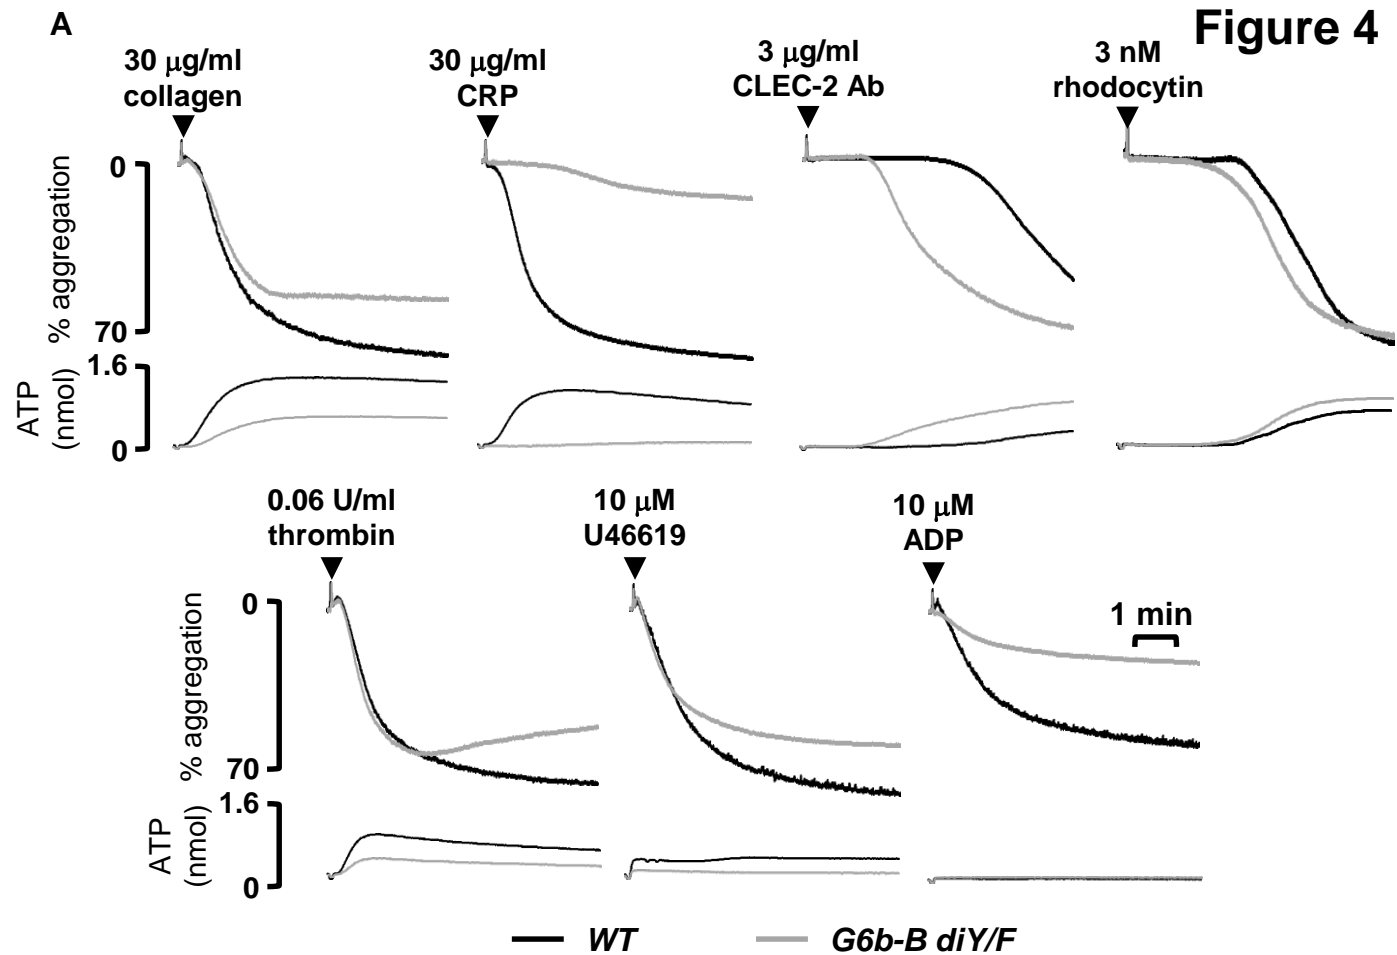 A
Figure 4
30 μg/ml
collagen
30 μg/ml
CRP
3 μg/ml
CLEC-2 Ab
3 nM
rhodocytin
0
% aggregation
70
1.6
ATP
(nmol)
0
0.06 U/ml
thrombin
10 μM
U46619
10 μM
ADP
1 min
0
% aggregation
70
1.6
ATP
(nmol)
0
WT
G6b-B diY/F